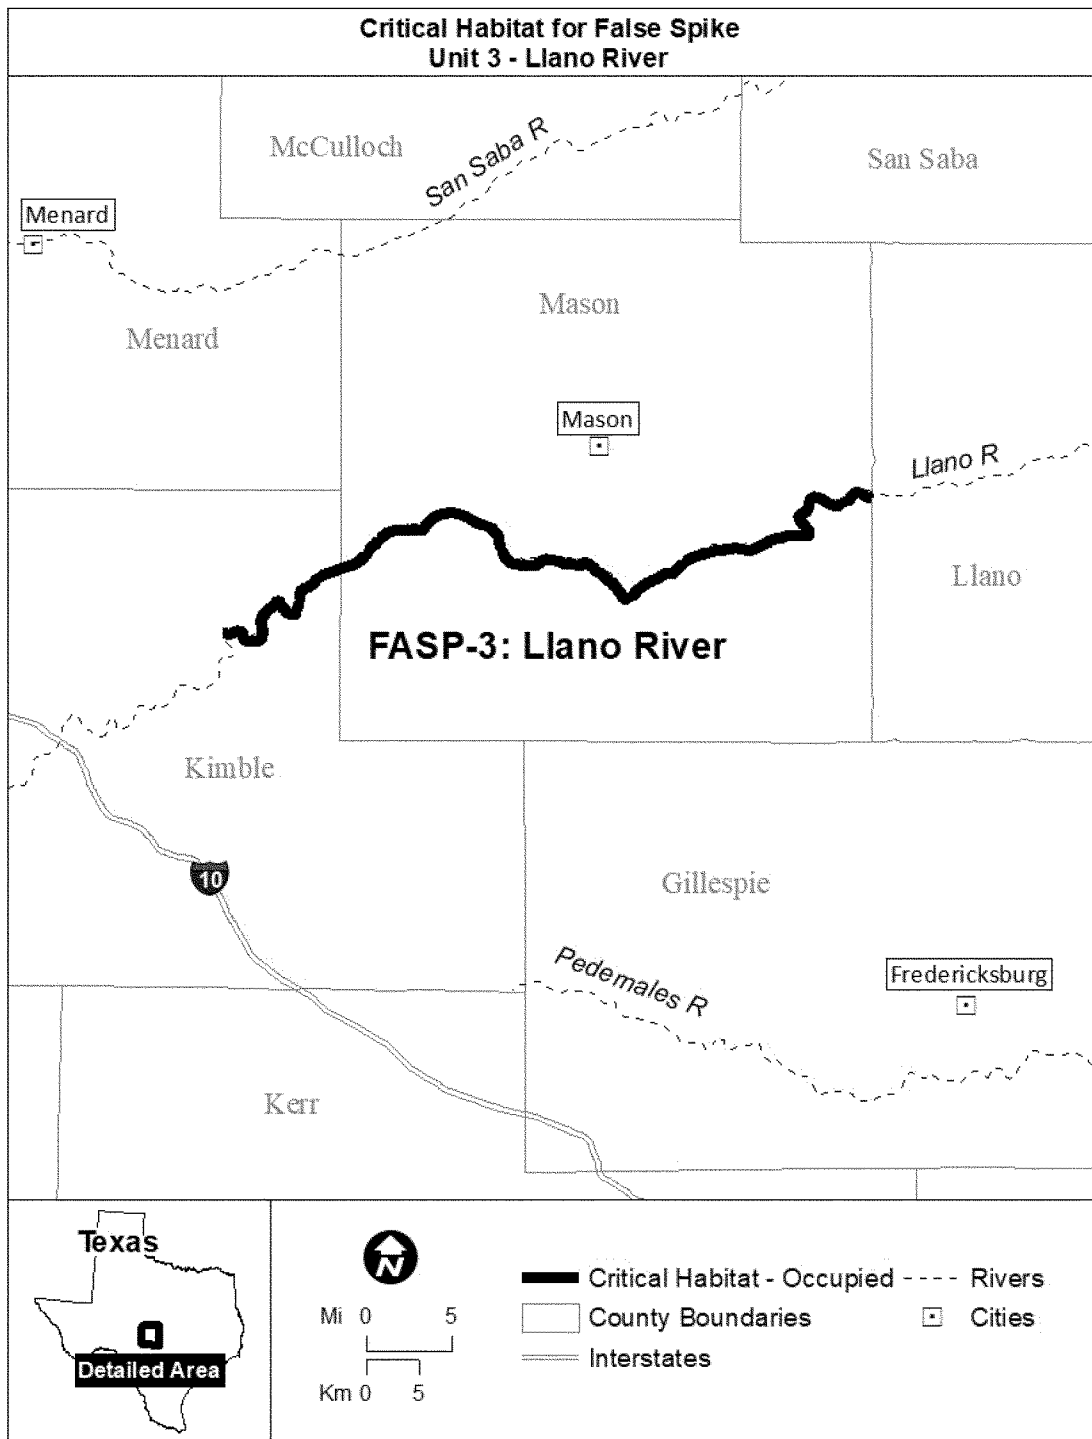 Critical Habitat for False Spike
Unit 3 - Llano River
McCulloch
San Saba R
San Saba
Menard
Mason
Menard
Mason
Llano R
Llano
FASP-3: Llano River
Kimble
10
Gillespie
Pedernales R
Fredericksburg
Kerr
Texas
Detailed Area
N
Mi 0 5
Km 0 5
Critical Habitat - Occupied
Rivers
County Boundaries
Cities
Interstates